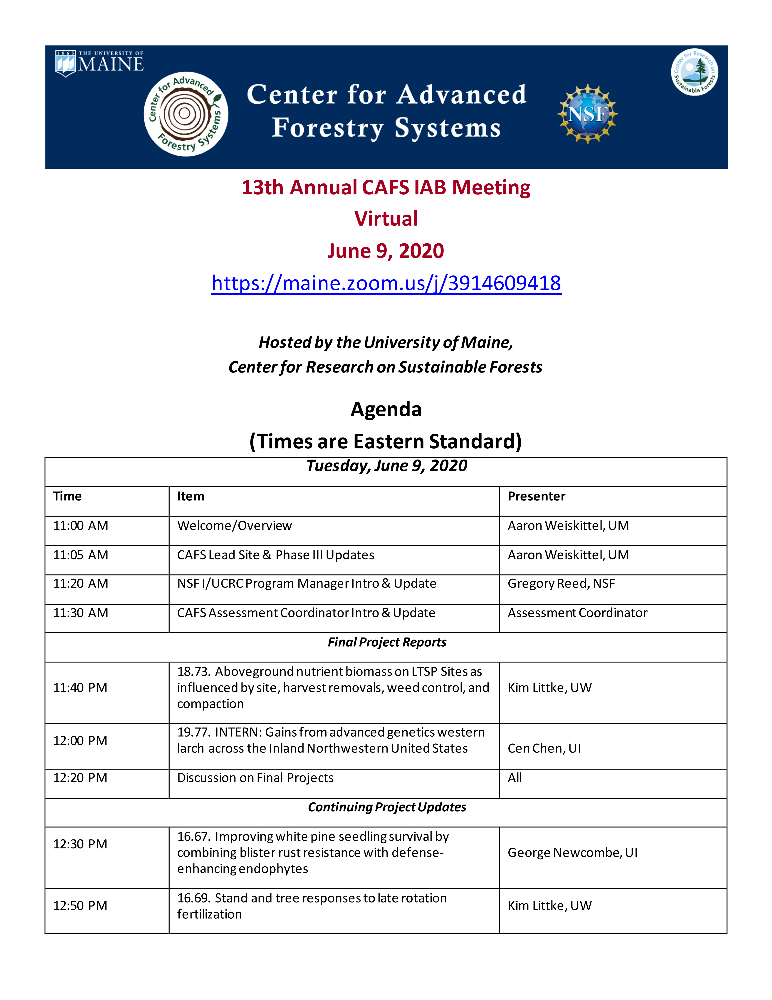 1865 THE UNIVERSITY OF
MAINE
Center for Advanced
Forestry Systems
Center for Advanced
Forestry Systems
NSF
Center for Research on
Sustainable Forests
13th Annual CAFS IAB Meeting
Virtual
June 9, 2020
https://maine.zoom.us/j/3914609418
Hosted by the University of Maine,
Center for Research on Sustainable Forests
Agenda
(Times are Eastern Standard)
Tuesday, June 9, 2020
Time Item Presenter
11:00 AM Welcome/Overview Aaron Weiskittel, UM
11:05 AM CAFS Lead Site & Phase III Updates Aaron Weiskittel, UM
11:20 AM NSF I/UCRC Program Manager Intro & Update Gregory Reed, NSF
11:30 AM CAFS Assessment Coordinator Intro & Update Assessment Coordinator
Final Project Reports
18.73. Aboveground nutrient biomass on LTSP Sites as
11:40 PM influenced by site, harvest removals, weed control, and Kim Littke, UW
compaction
19.77. INTERN: Gains from advanced genetics western
12:00 PM larch across the Inland Northwestern United States Cen Chen, UI
12:20 PM Discussion on Final Projects All
Continuing Project Updates
16.67. Improving white pine seedling survival by
12:30 PM combining blister rust resistance with defense- George Newcombe, UI
enhancing endophytes
16.69. Stand and tree responses to late rotation
12:50 PM fertilization Kim Littke, UW